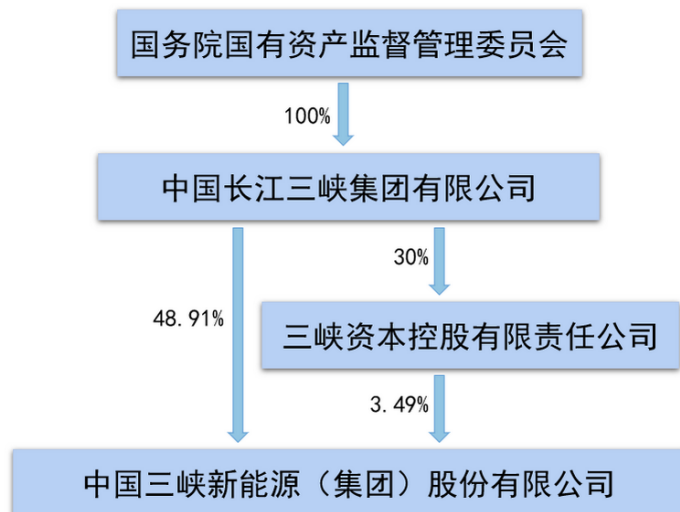 国务院国有资产监督管理委员会
100%
中国长江三峡集团有限公司
30%
48.91%
三峡资本控股有限责任公司
3.49%
中国三峡新能源（集团）股份有限公司